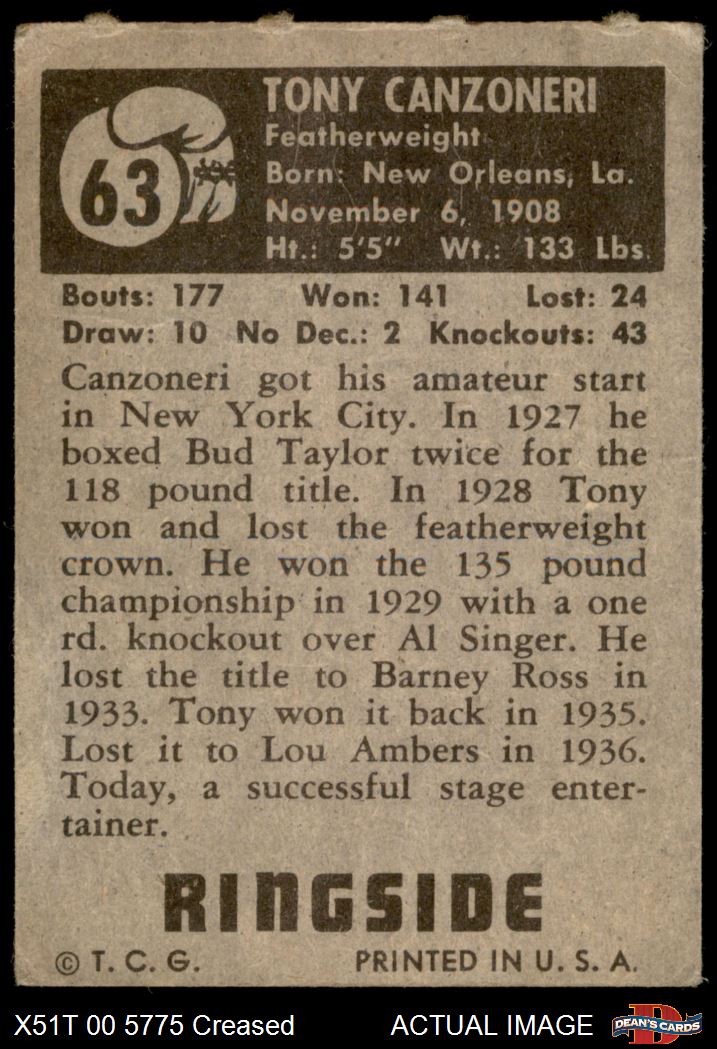 63
TONY CANZONERI
Featherweight
Born: New Orleans, La.
November 6, 1908
Ht.: 5'5" Wt.: 133 Lbs.
Bouts: 177 Won: 141 Lost: 24
Draw: 10 No Dec.: 2 Knockouts: 43
Canzoneri got his amateur start
in New York City. In 1927 he
boxed Bud Taylor twice for the
118 pound title. In 1928 Tony
won and lost the featherweight
crown. He won the 135 pound
championship in 1929 with a one
rd. knockout over Al Singer. He
lost the title to Barney Ross in
1933. Tony won it back in 1935.
Lost it to Lou Ambers in 1936.
Today, a successful stage enter-
tainer.
RINGSIDE
© T. C. G. PRINTED IN U. S. A.
X51T 00 5775 Creased ACTUAL IMAGE D DEAN'S CARDS